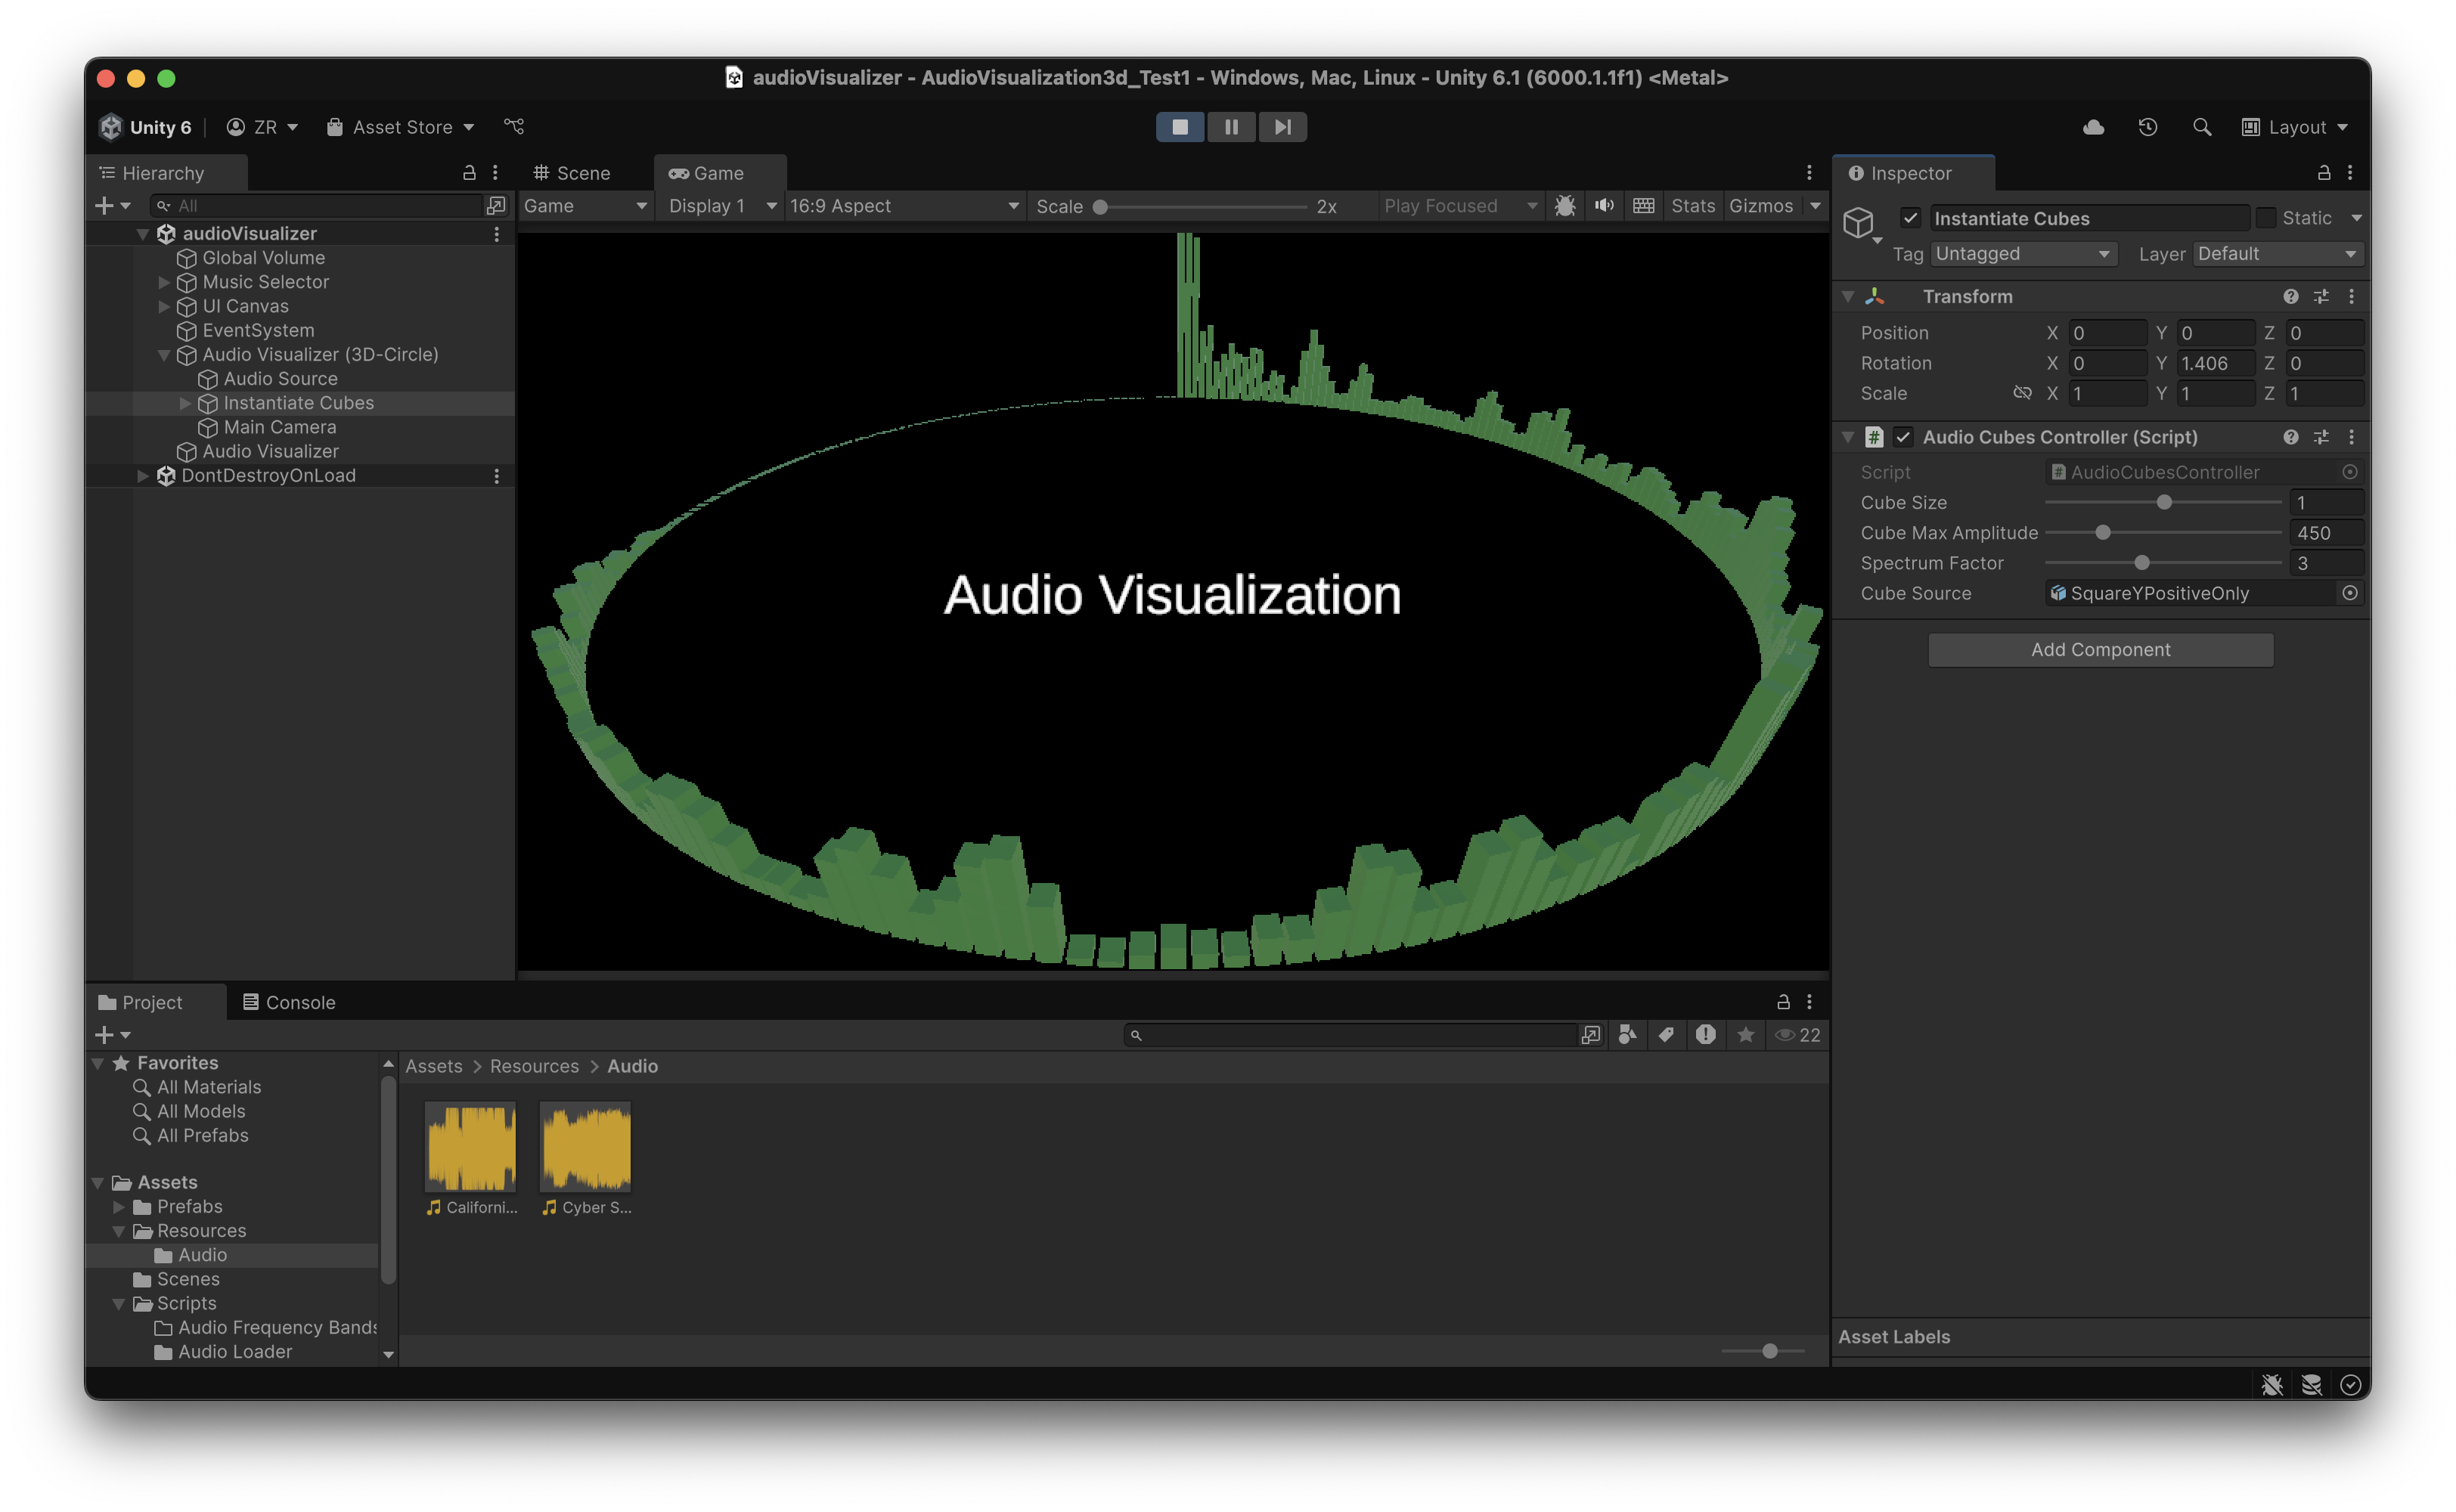 audioVisualizer - AudioVisualization3d_Test1 - Windows, Mac, Linux - Unity 6.1 (6000.1.1f1) <Metal>
Unity 6
ZR
Asset Store
Layout
Hierarchy
All
audioVisualizer
Global Volume
Music Selector
UI Canvas
EventSystem
Audio Visualizer (3D-Circle)
Audio Source
Instantiate Cubes
Main Camera
Audio Visualizer
DontDestroyOnLoad
Scene
Game
Game
Display 1
16:9 Aspect
Scale
2x
Play Focused
Stats
Gizmos
Audio Visualization
Inspector
Instantiate Cubes
Static
Tag
Untagged
Layer
Default
Transform
Position X 0 Y 0 Z 0
Rotation X 0 Y 1.406 Z 0
Scale X 1 Y 1 Z 1
# Audio Cubes Controller (Script)
Script # AudioCubesController
Cube Size 1
Cube Max Amplitude 450
Spectrum Factor 3
Cube Source SquareYPositiveOnly
Add Component
Asset Labels
Project
Console
22
Favorites
All Materials
All Models
All Prefabs
Assets
Prefabs
Resources
Audio
Scenes
Scripts
Audio Frequency Bands
Audio Loader
Assets > Resources > Audio
Californi...
Cyber S...